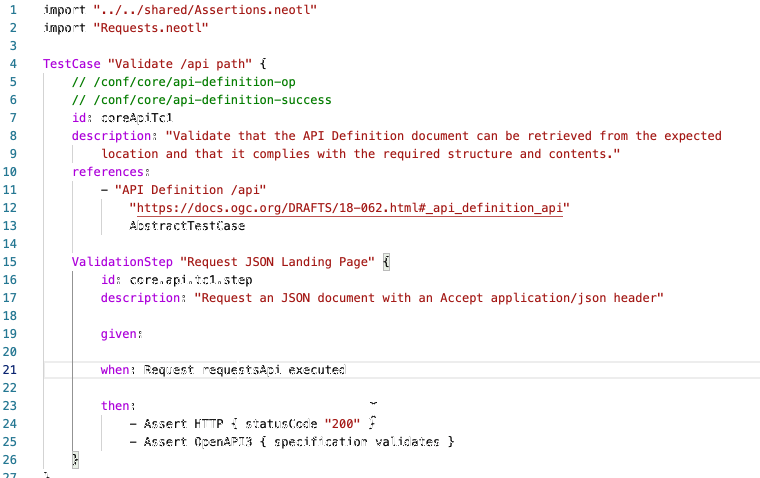 1 import "../../shared/Assertions.neotl"
2 import "Requests.neotl"
3
4 TestCase "Validate /api path" {
5 // /conf/core/api-definition-op
6 // /conf/core/api-definition-success
7 id: coreApiTc1
8 description: "Validate that the API Definition document can be retrieved from the expected
9 location and that it complies with the required structure and contents."
10 references:
11 - "API Definition /api"
12 "https://docs.ogc.org/DRAFTS/18-062.html#_api_definition_api"
13 AbstractTestCase
14
15 ValidationStep "Request JSON Landing Page" {
16 id: core.api.tc1.step
17 description: "Request an JSON document with an Accept application/json header"
18
19 given:
20
21 when: Request requestsApi executed
22
23 then:
24 - Assert HTTP { statusCode "200" }
25 - Assert OpenAPI3 { specification validates }
26 }
27 }